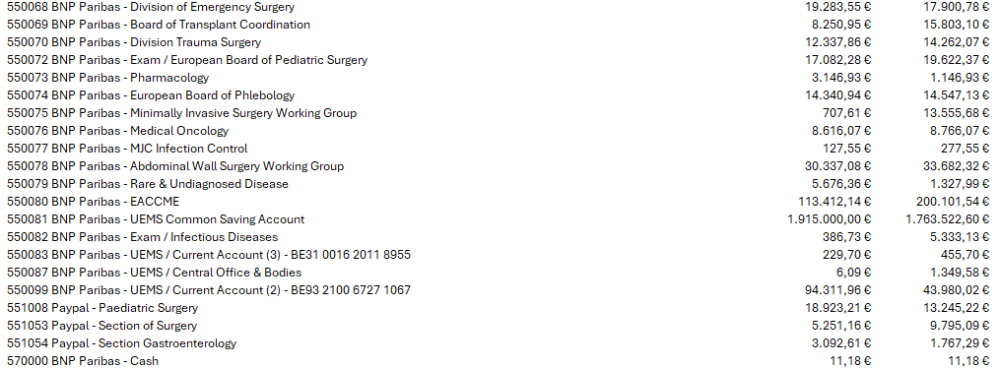 550068 BNP Paribas - Division of Emergency Surgery 19.283,55 € 17.900,78 €
550069 BNP Paribas - Board of Transplant Coordination 8.250,95 € 15.803,10 €
550070 BNP Paribas - Division Trauma Surgery 12.337,86 € 14.262,07 €
550072 BNP Paribas - Exam / European Board of Pediatric Surgery 17.082,28 € 19.622,37 €
550073 BNP Paribas - Pharmacology 3.146,93 € 1.146,93 €
550074 BNP Paribas - European Board of Phlebology 14.340,94 € 14.547,13 €
550075 BNP Paribas - Minimally Invasive Surgery Working Group 707,61 € 13.555,68 €
550076 BNP Paribas - Medical Oncology 8.616,07 € 8.766,07 €
550077 BNP Paribas - MJC Infection Control 127,55 € 277,55 €
550078 BNP Paribas - Abdominal Wall Surgery Working Group 30.337,08 € 33.682,32 €
550079 BNP Paribas - Rare & Undiagnosed Disease 5.676,36 € 1.327,99 €
550080 BNP Paribas - EACCME 113.412,14 € 200.101,54 €
550081 BNP Paribas - UEMS Common Saving Account 1.915.000,00 € 1.763.522,60 €
550082 BNP Paribas - Exam / Infectious Diseases 386,73 € 5.333,13 €
550083 BNP Paribas - UEMS / Current Account (3) - BE31 0016 2011 8955 229,70 € 455,70 €
550087 BNP Paribas - UEMS / Central Office & Bodies 6,09 € 1.349,58 €
550099 BNP Paribas - UEMS / Current Account (2) - BE93 2100 6727 1067 94.311,96 € 43.980,02 €
551008 Paypal - Paediatric Surgery 18.923,21 € 13.245,22 €
551053 Paypal - Section of Surgery 5.251,16 € 9.795,09 €
551054 Paypal - Section Gastroenterology 3.092,61 € 1.767,29 €
570000 BNP Paribas - Cash 11,18 € 11,18 €